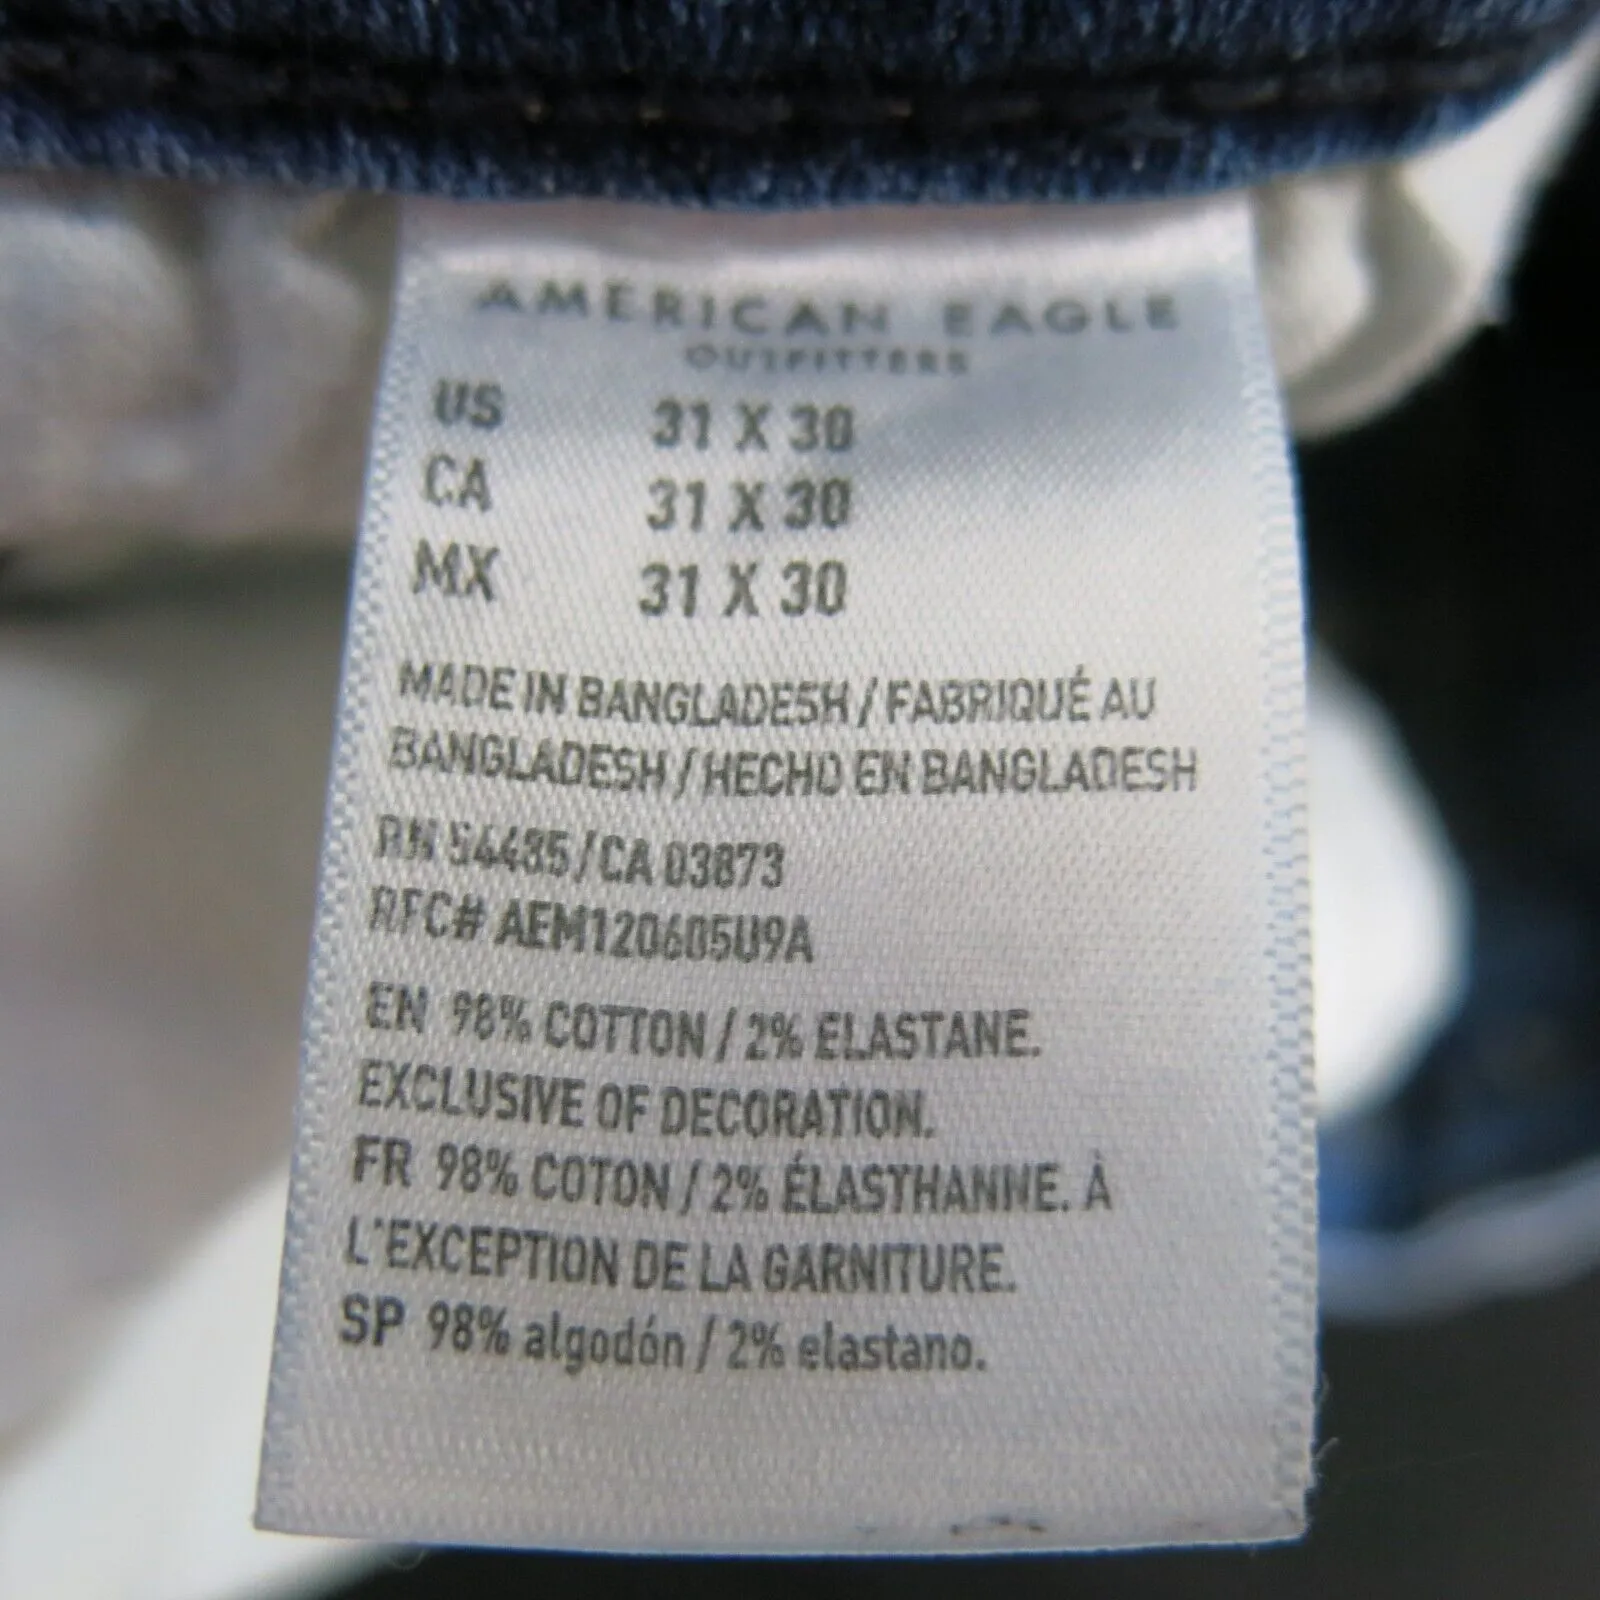 AMERICAN EAGLE
OUTFITTERS
US 31 X 30
CA 31 X 30
MX 31 X 30
MADE IN BANGLADESH / FABRIQUÉ AU
BANGLADESH / HECHO EN BANGLADESH
RN 54485/CA 03873
RFC# AEM120605U9A
EN 98% COTTON / 2% ELASTANE.
EXCLUSIVE OF DECORATION.
FR 98% COTON / 2% ÉLASTHANNE. À
L'EXCEPTION DE LA GARNITURE.
SP 98% algodón / 2% elastano.